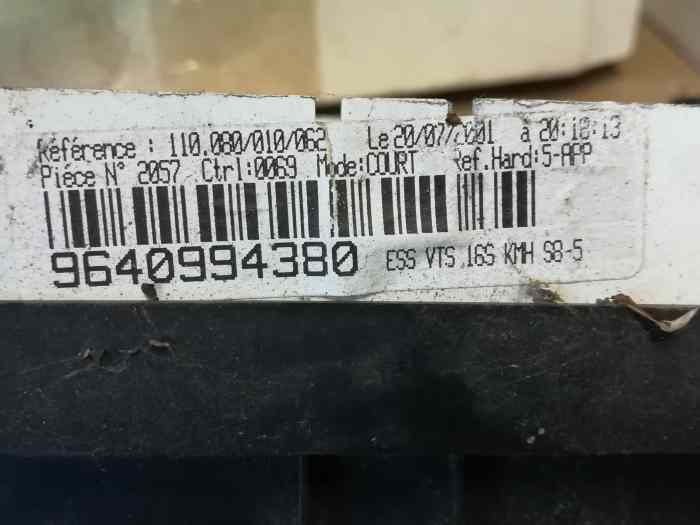 Référence : 110.080/010/062 Le 20/07/2001 à 20:18:13
Piéce N° 2057 Ctrl:0069 Mode:COURT Ref.Hard:5-APP
9640994380 ESS VTS 16S KMH S8-5